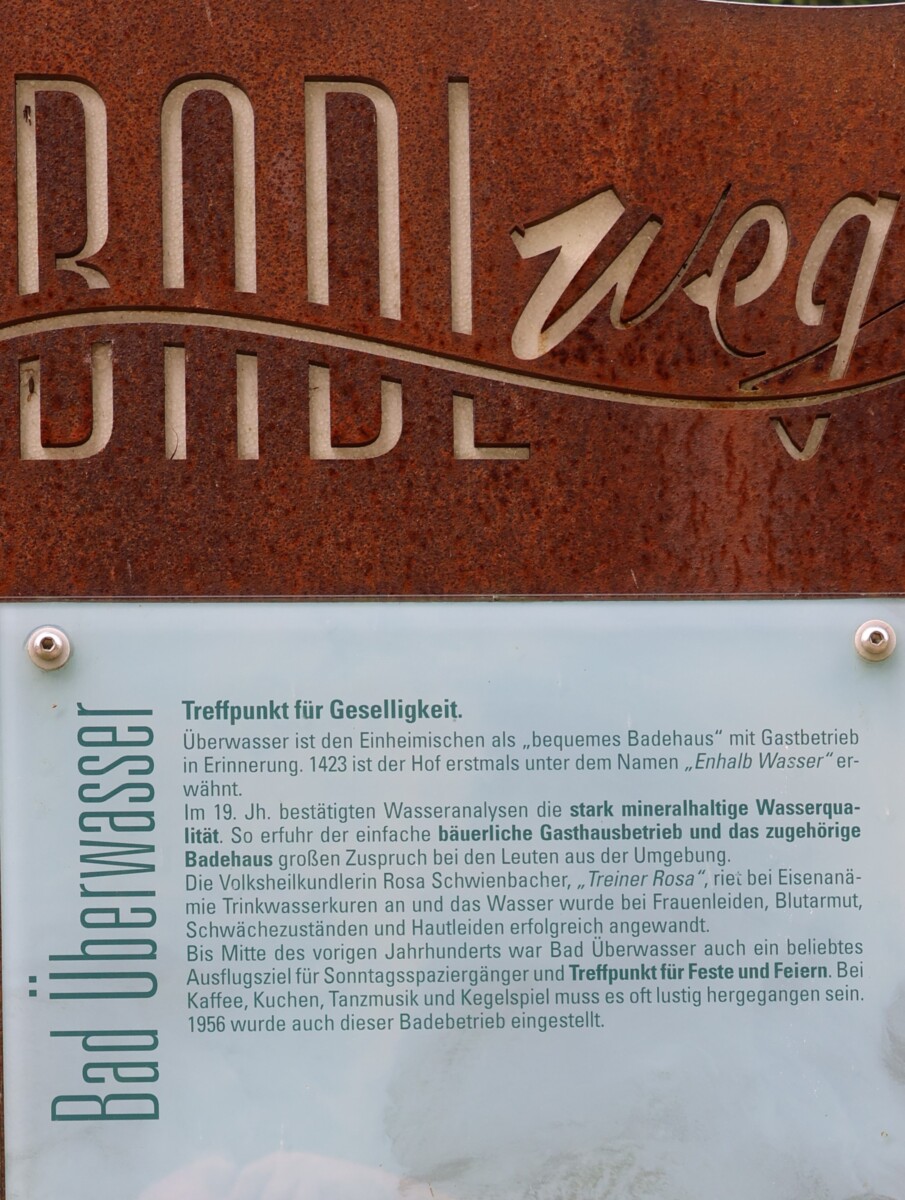 BADL weg
Bad Überwasser
Treffpunkt für Geselligkeit.
Überwasser ist den Einheimischen als „bequemes Badehaus“ mit Gastbetrieb
in Erinnerung. 1423 ist der Hof erstmals unter dem Namen „Enhalb Wasser“ er-
wähnt.
Im 19. Jh. bestätigten Wasseranalysen die stark mineralhaltige Wasserqua-
lität. So erfuhr der einfache bäuerliche Gasthausbetrieb und das zugehörige
Badehaus großen Zuspruch bei den Leuten aus der Umgebung.
Die Volksheilkundlerin Rosa Schwienbacher, „Treiner Rosa“, riet bei Eisenanä-
mie Trinkwasserkuren an und das Wasser wurde bei Frauenleiden, Blutarmut,
Schwächezuständen und Hautleiden erfolgreich angewandt.
Bis Mitte des vorigen Jahrhunderts war Bad Überwasser auch ein beliebtes
Ausflugsziel für Sonntagsspaziergänger und Treffpunkt für Feste und Feiern. Bei
Kaffee, Kuchen, Tanzmusik und Kegelspiel muss es oft lustig hergegangen sein.
1956 wurde auch dieser Badebetrieb eingestellt.